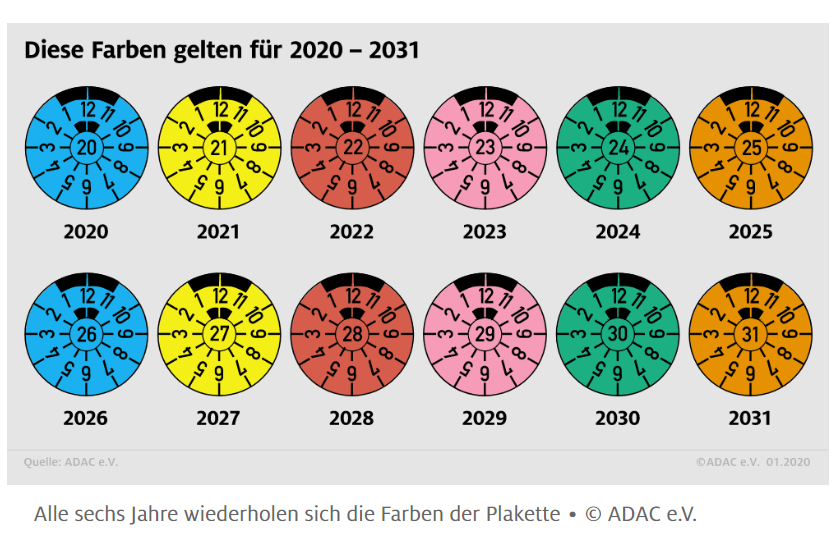 Diese Farben gelten für 2020 – 2031
1 12 11 10 9 8 7 6 5 4 3 2 20
1 12 11 10 9 8 7 6 5 4 3 2 21
1 12 11 10 9 8 7 6 5 4 3 2 22
1 12 11 10 9 8 7 6 5 4 3 2 23
1 12 11 10 9 8 7 6 5 4 3 2 24
1 12 11 10 9 8 7 6 5 4 3 2 25
2020 2021 2022 2023 2024 2025
1 12 11 10 9 8 7 6 5 4 3 2 26
1 12 11 10 9 8 7 6 5 4 3 2 27
1 12 11 10 9 8 7 6 5 4 3 2 28
1 12 11 10 9 8 7 6 5 4 3 2 29
1 12 11 10 9 8 7 6 5 4 3 2 30
1 12 11 10 9 8 7 6 5 4 3 2 31
2026 2027 2028 2029 2030 2031
Quelle: ADAC e.V. ©ADAC e.V. 01.2020
Alle sechs Jahre wiederholen sich die Farben der Plakette • © ADAC e.V.